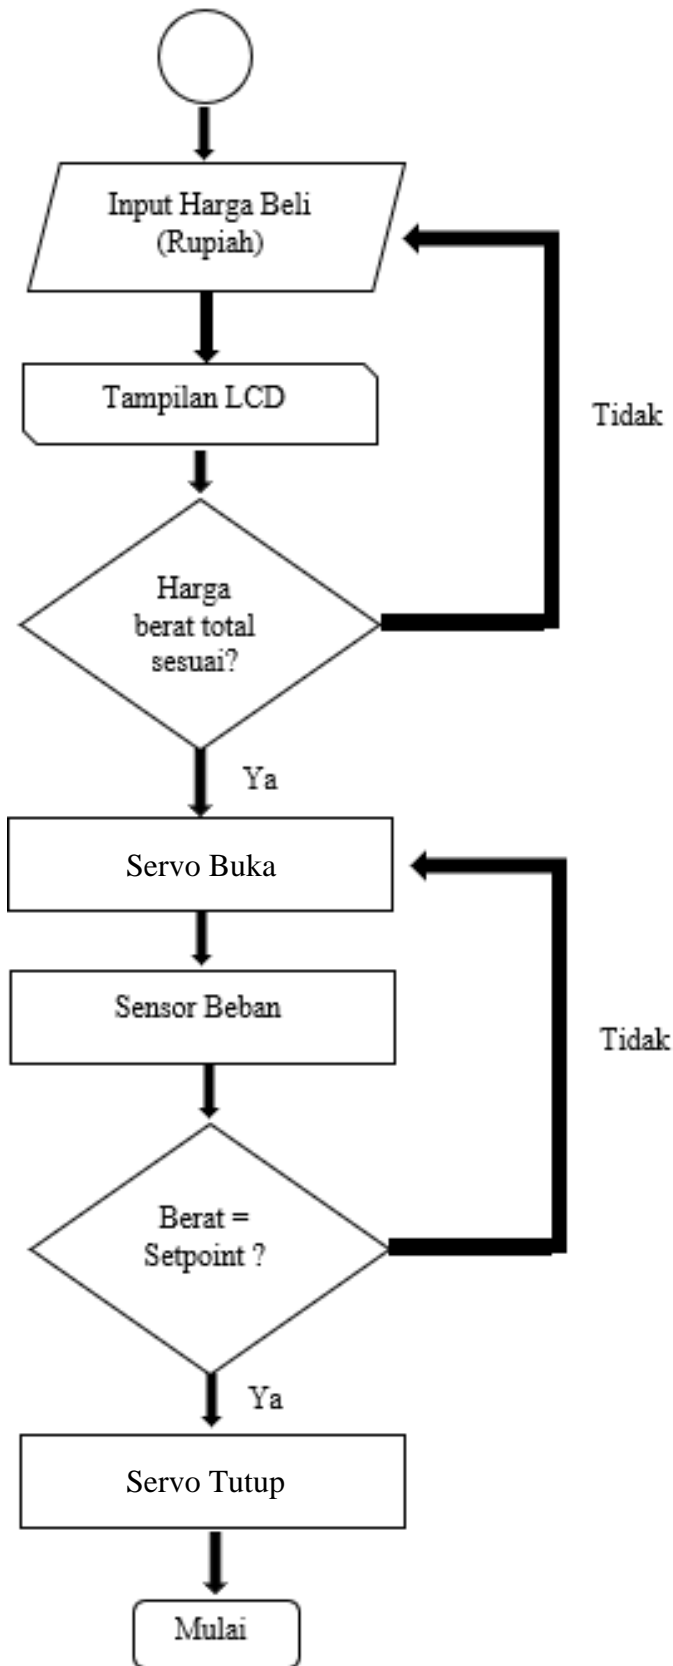 Input Harga Beli
(Rupiah)
Tampilan LCD
Tidak
Harga
berat total
sesuai?
Ya
Servo Buka
Sensor Beban
Tidak
Berat =
Setpoint ?
Ya
Servo Tutup
Mulai